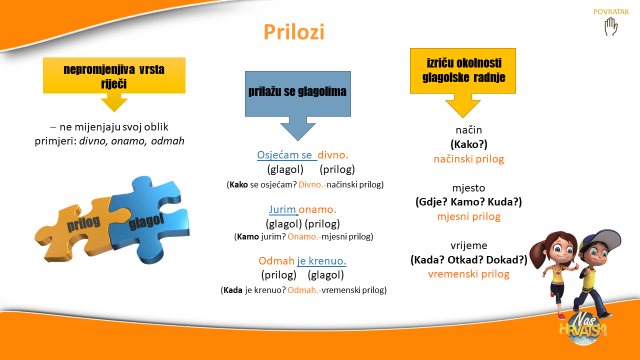 POVRATAK
Prilozi
nepromjenjiva vrsta
riječi
– ne mijenjaju svoj oblik
primjeri: divno, onamo, odmah
prilog
glagol
prilažu se glagolima
Osjećam se divno.
(glagol) (prilog)
(Kako se osjećam? Divno.-načinski prilog)
Jurim onamo.
(glagol) (prilog)
(Kamo jurim? Onamo.-mjesni prilog)
Odmah je krenuo.
(prilog) (glagol)
(Kada je krenuo? Odmah.-vremenski prilog)
izriču okolnosti
glagolske radnje
način
(Kako?)
načinski prilog
mjesto
(Gdje? Kamo? Kuda?)
mjesni prilog
vrijeme
(Kada? Otkad? Dokad?)
vremenski prilog
Naš
HRVATSKI